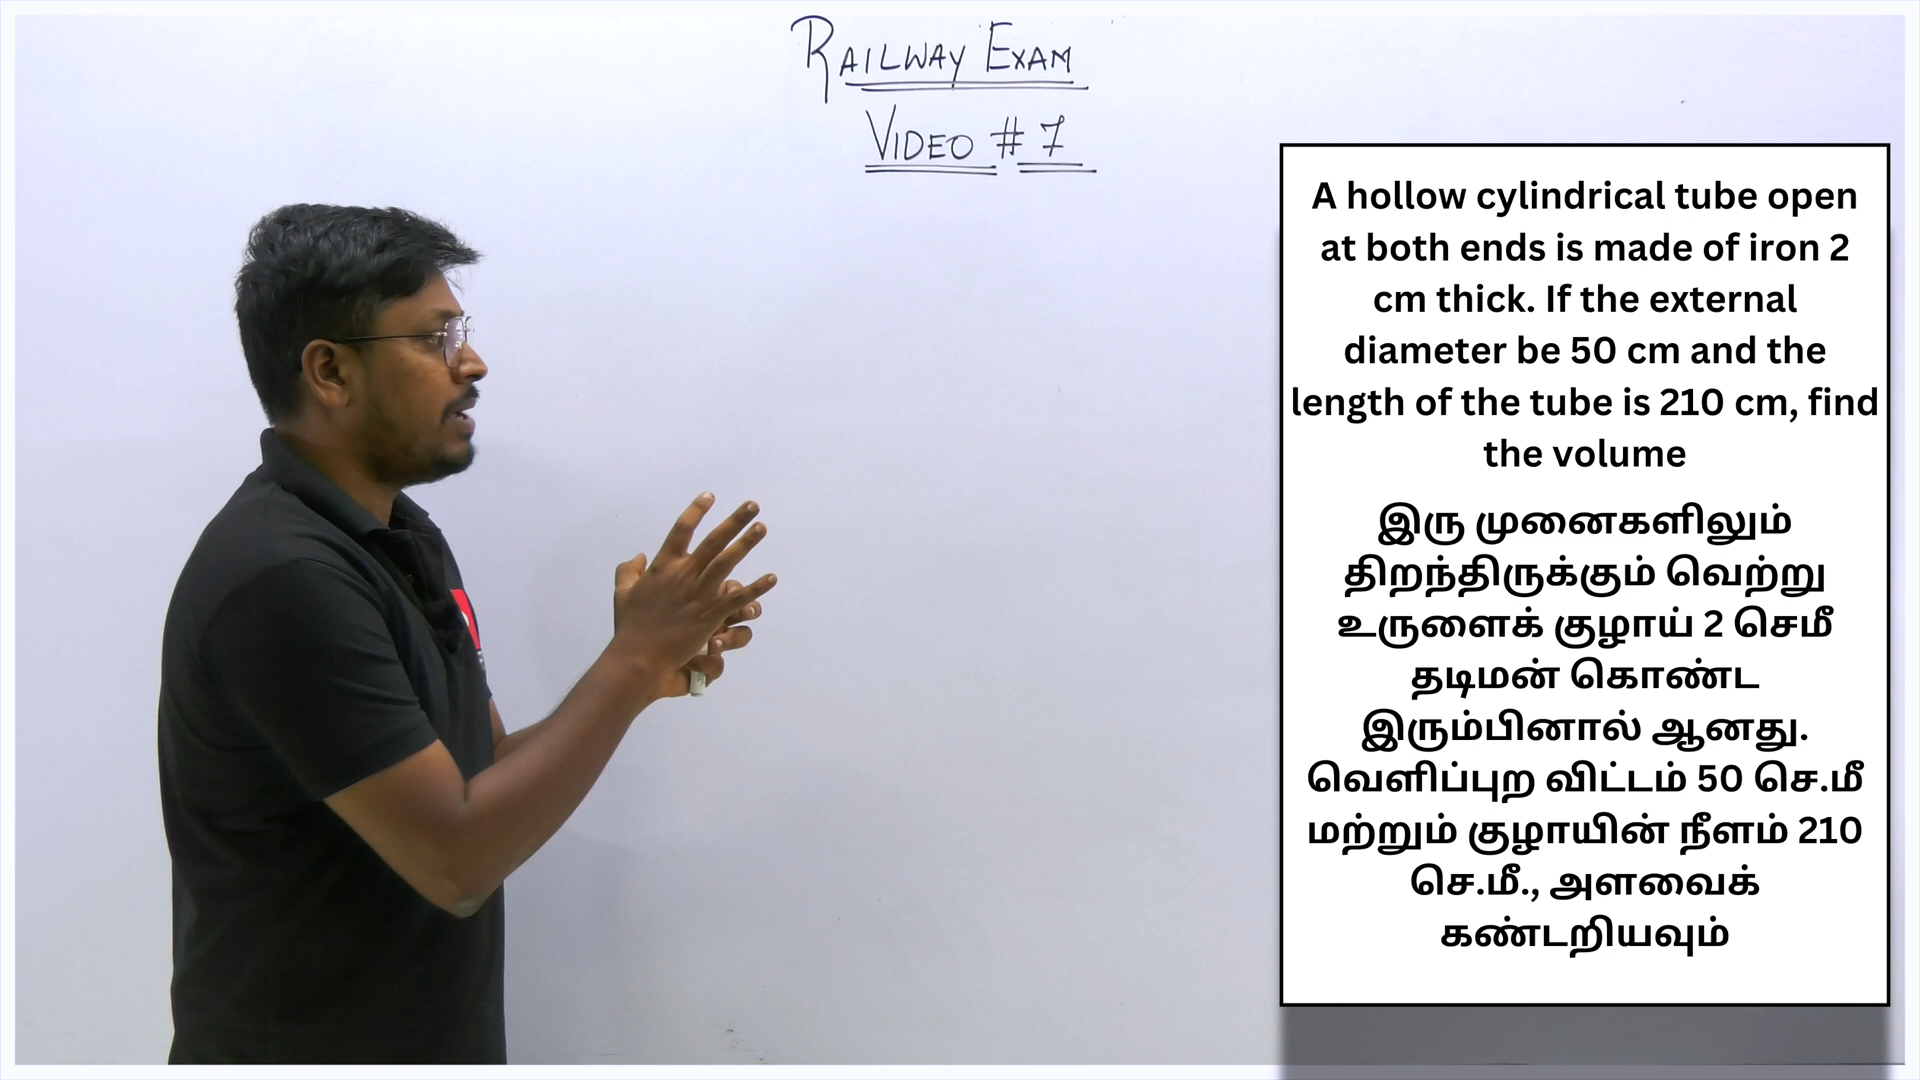 RAILWAY EXAM
VIDEO # 7
A hollow cylindrical tube open
at both ends is made of iron 2
cm thick. If the external
diameter be 50 cm and the
length of the tube is 210 cm, find
the volume
இரு முனைகளிலும்
திறந்திருக்கும் வெற்று
உருளைக் குழாய் 2 செமீ
தடிமன் கொண்ட
இரும்பினால் ஆனது.
வெளிப்புற விட்டம் 50 செ.மீ
மற்றும் குழாயின் நீளம் 210
செ.மீ., அளவைக்
கண்டறியவும்